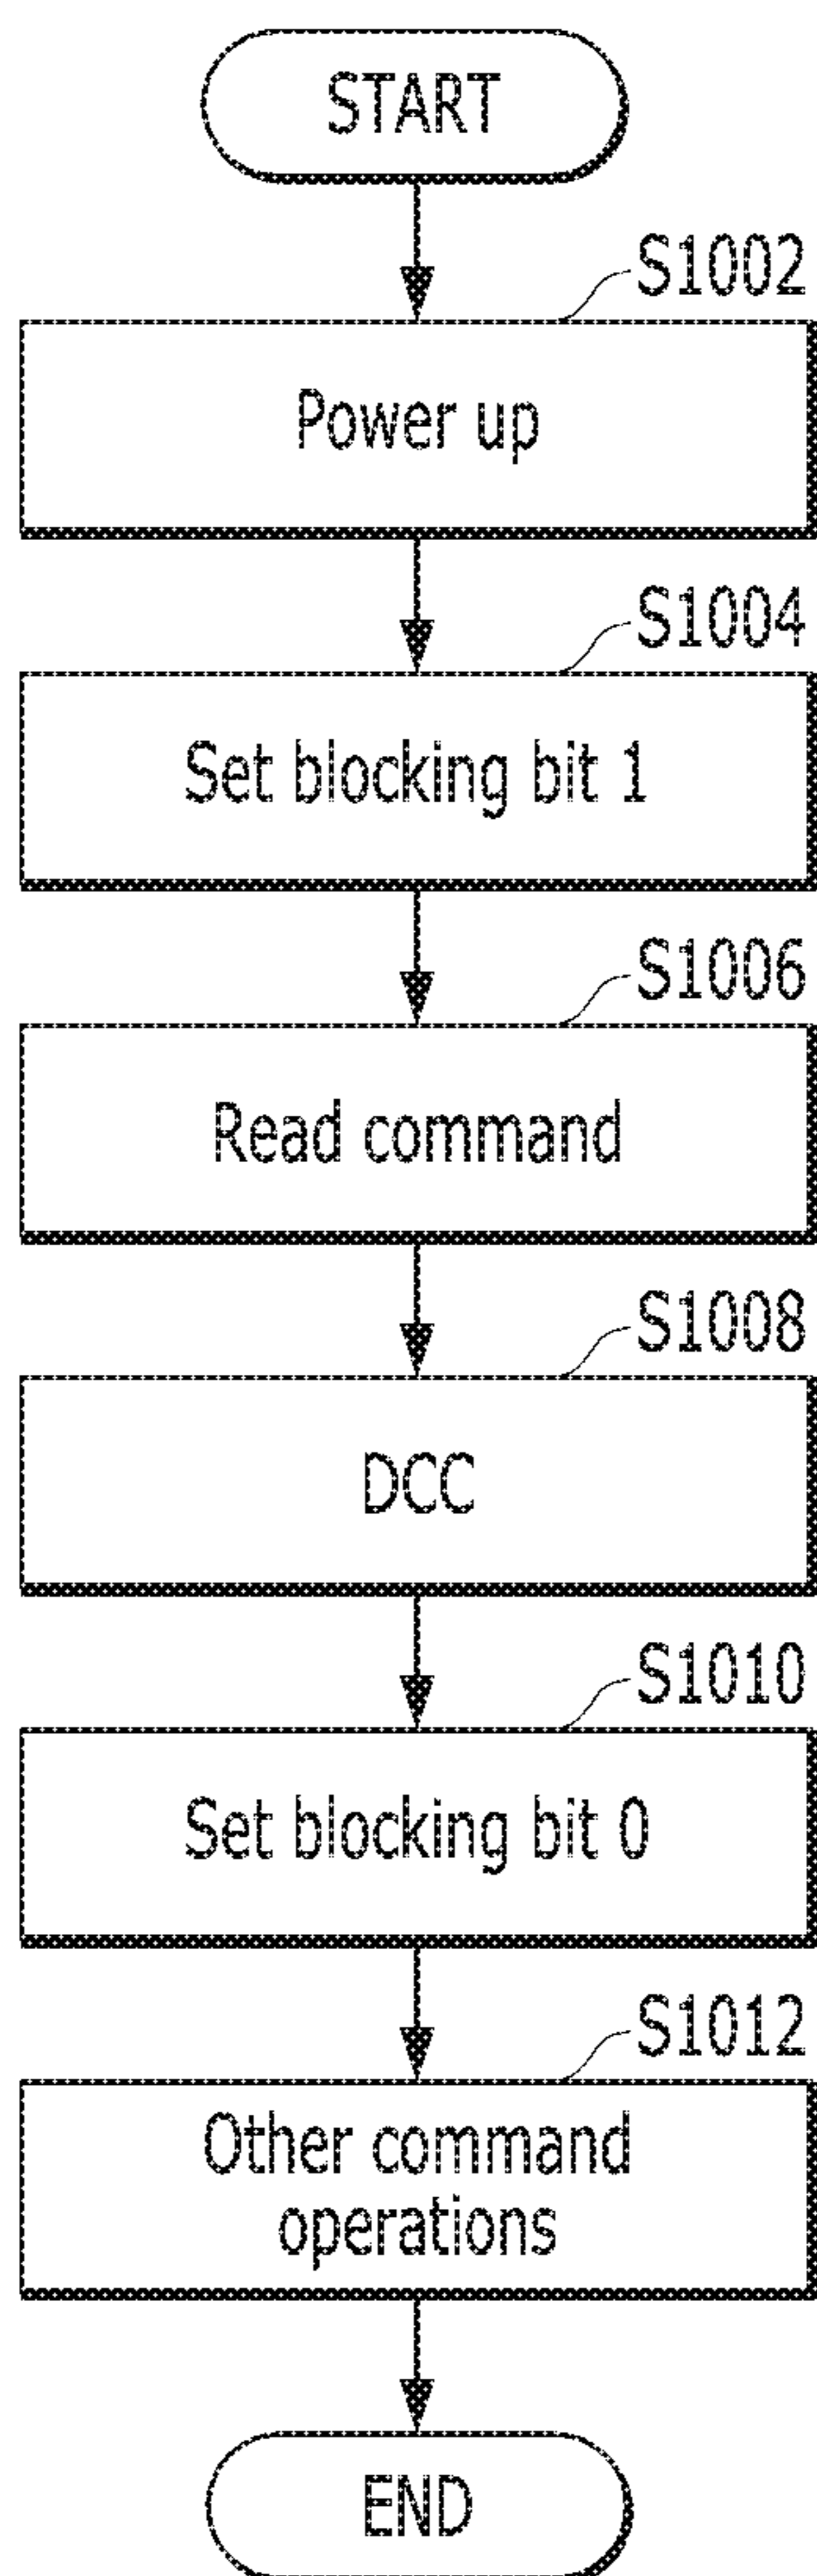 START
S1002
Power up
S1004
Set blocking bit 1
S1006
Read command
S1008
DCC
S1010
Set blocking bit 0
S1012
Other command
operations
END